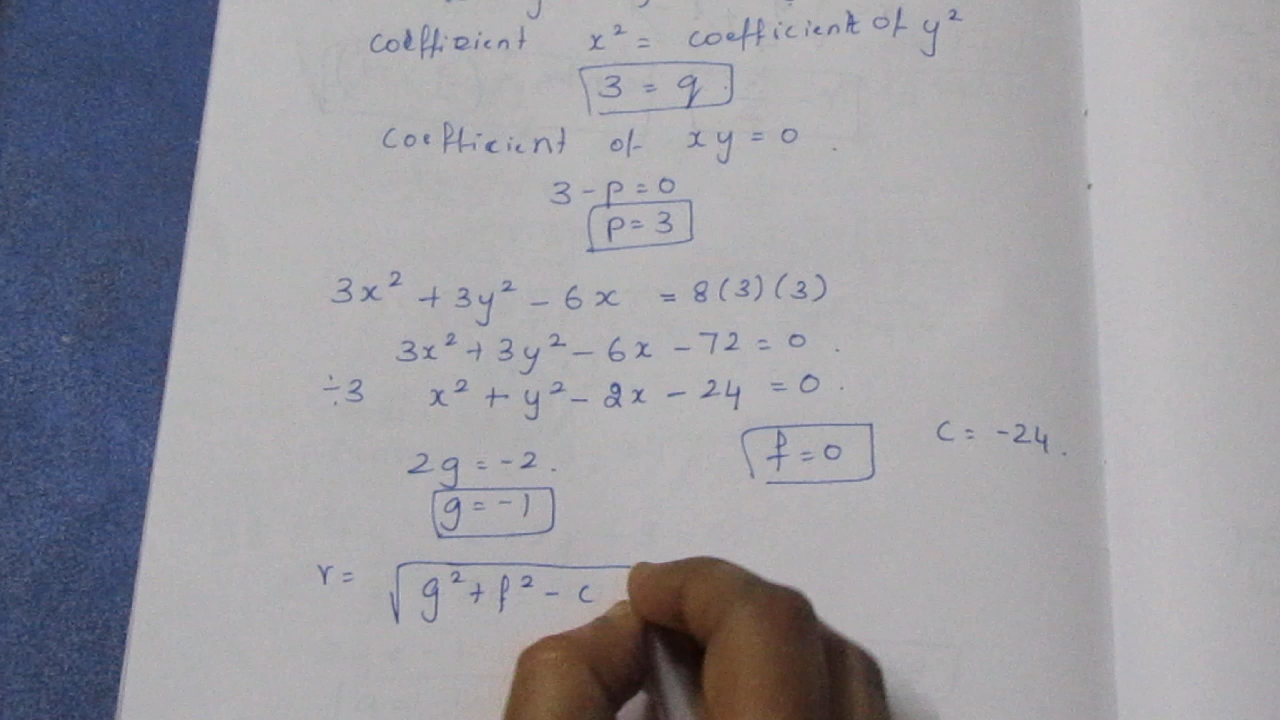 coefficient x² = coefficient of y²
3 = q
coefficient of xy = 0
3 - p = 0
p = 3
3x² + 3y² - 6x = 8(3)(3)
3x² + 3y² - 6x - 72 = 0.
÷3 x² + y² - 2x - 24 = 0.
2g = -2. f = 0 c = -24.
g = -1
r = √g² + f² - c